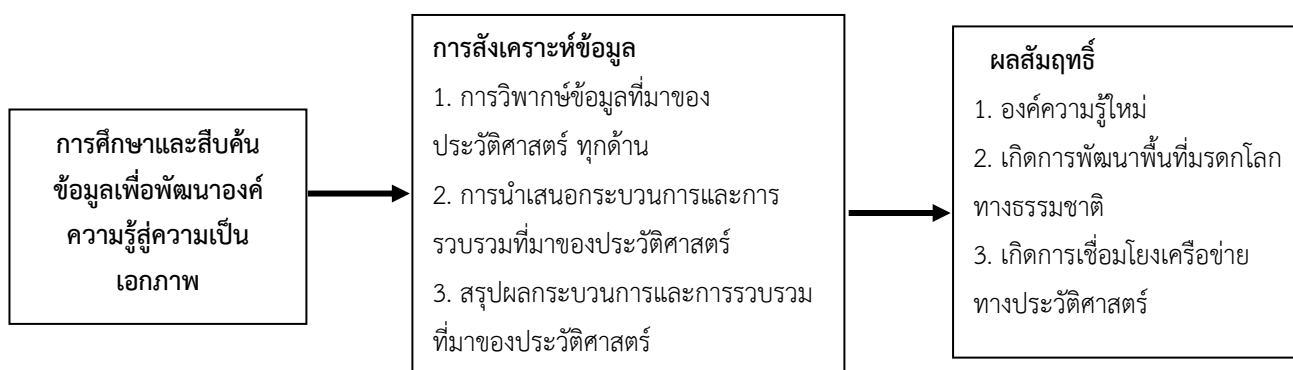 การศึกษาและสืบค้น
ข้อมูลเพื่อพัฒนาองค์
ความรู้สู่ความเป็น
เอกภาพ
การสังเคราะห์ข้อมูล
1. การวิพากษ์ข้อมูลที่มาของ
ประวัติศาสตร์ ทุกด้าน
2. การนำเสนอกระบวนการและการ
รวบรวมที่มาของประวัติศาสตร์
3. สรุปผลกระบวนการและการรวบรวม
ที่มาของประวัติศาสตร์
ผลสัมฤทธิ์
1. องค์ความรู้ใหม่
2. เกิดการพัฒนาพื้นที่มรดกโลก
ทางธรรมชาติ
3. เกิดการเชื่อมโยงเครือข่าย
ทางประวัติศาสตร์